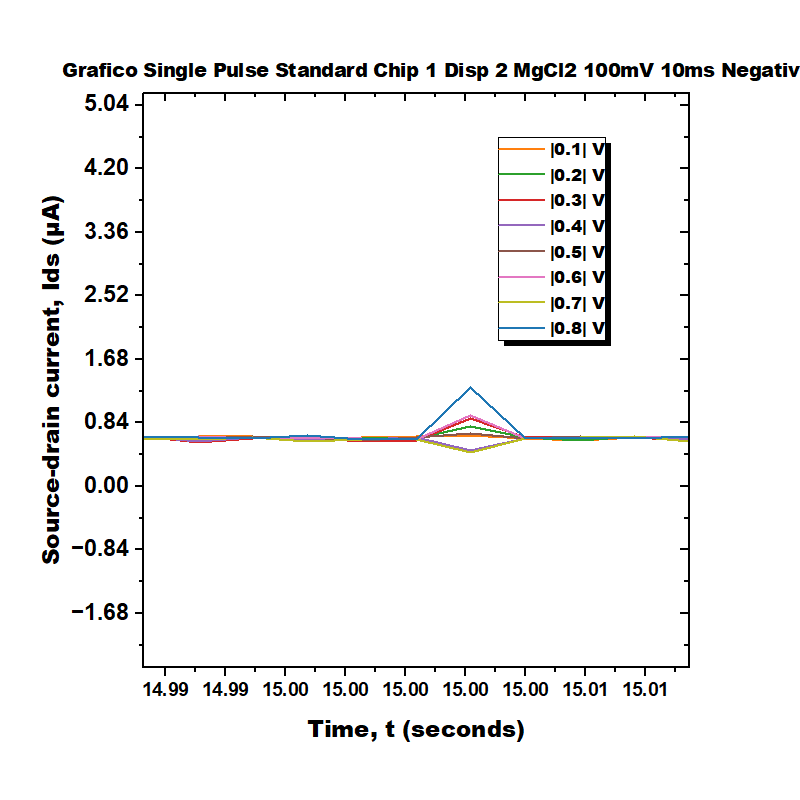 Grafico Single Pulse Standard Chip 1 Disp 2 MgCl2 100mV 10ms Negativ
5.04
4.20
3.36
2.52
1.68
0.84
0.00
−0.84
−1.68
Source-drain current, Ids (μA)
|0.1| V
|0.2| V
|0.3| V
|0.4| V
|0.5| V
|0.6| V
|0.7| V
|0.8| V
14.99 14.99 15.00 15.00 15.00 15.00 15.00 15.01 15.01
Time, t (seconds)